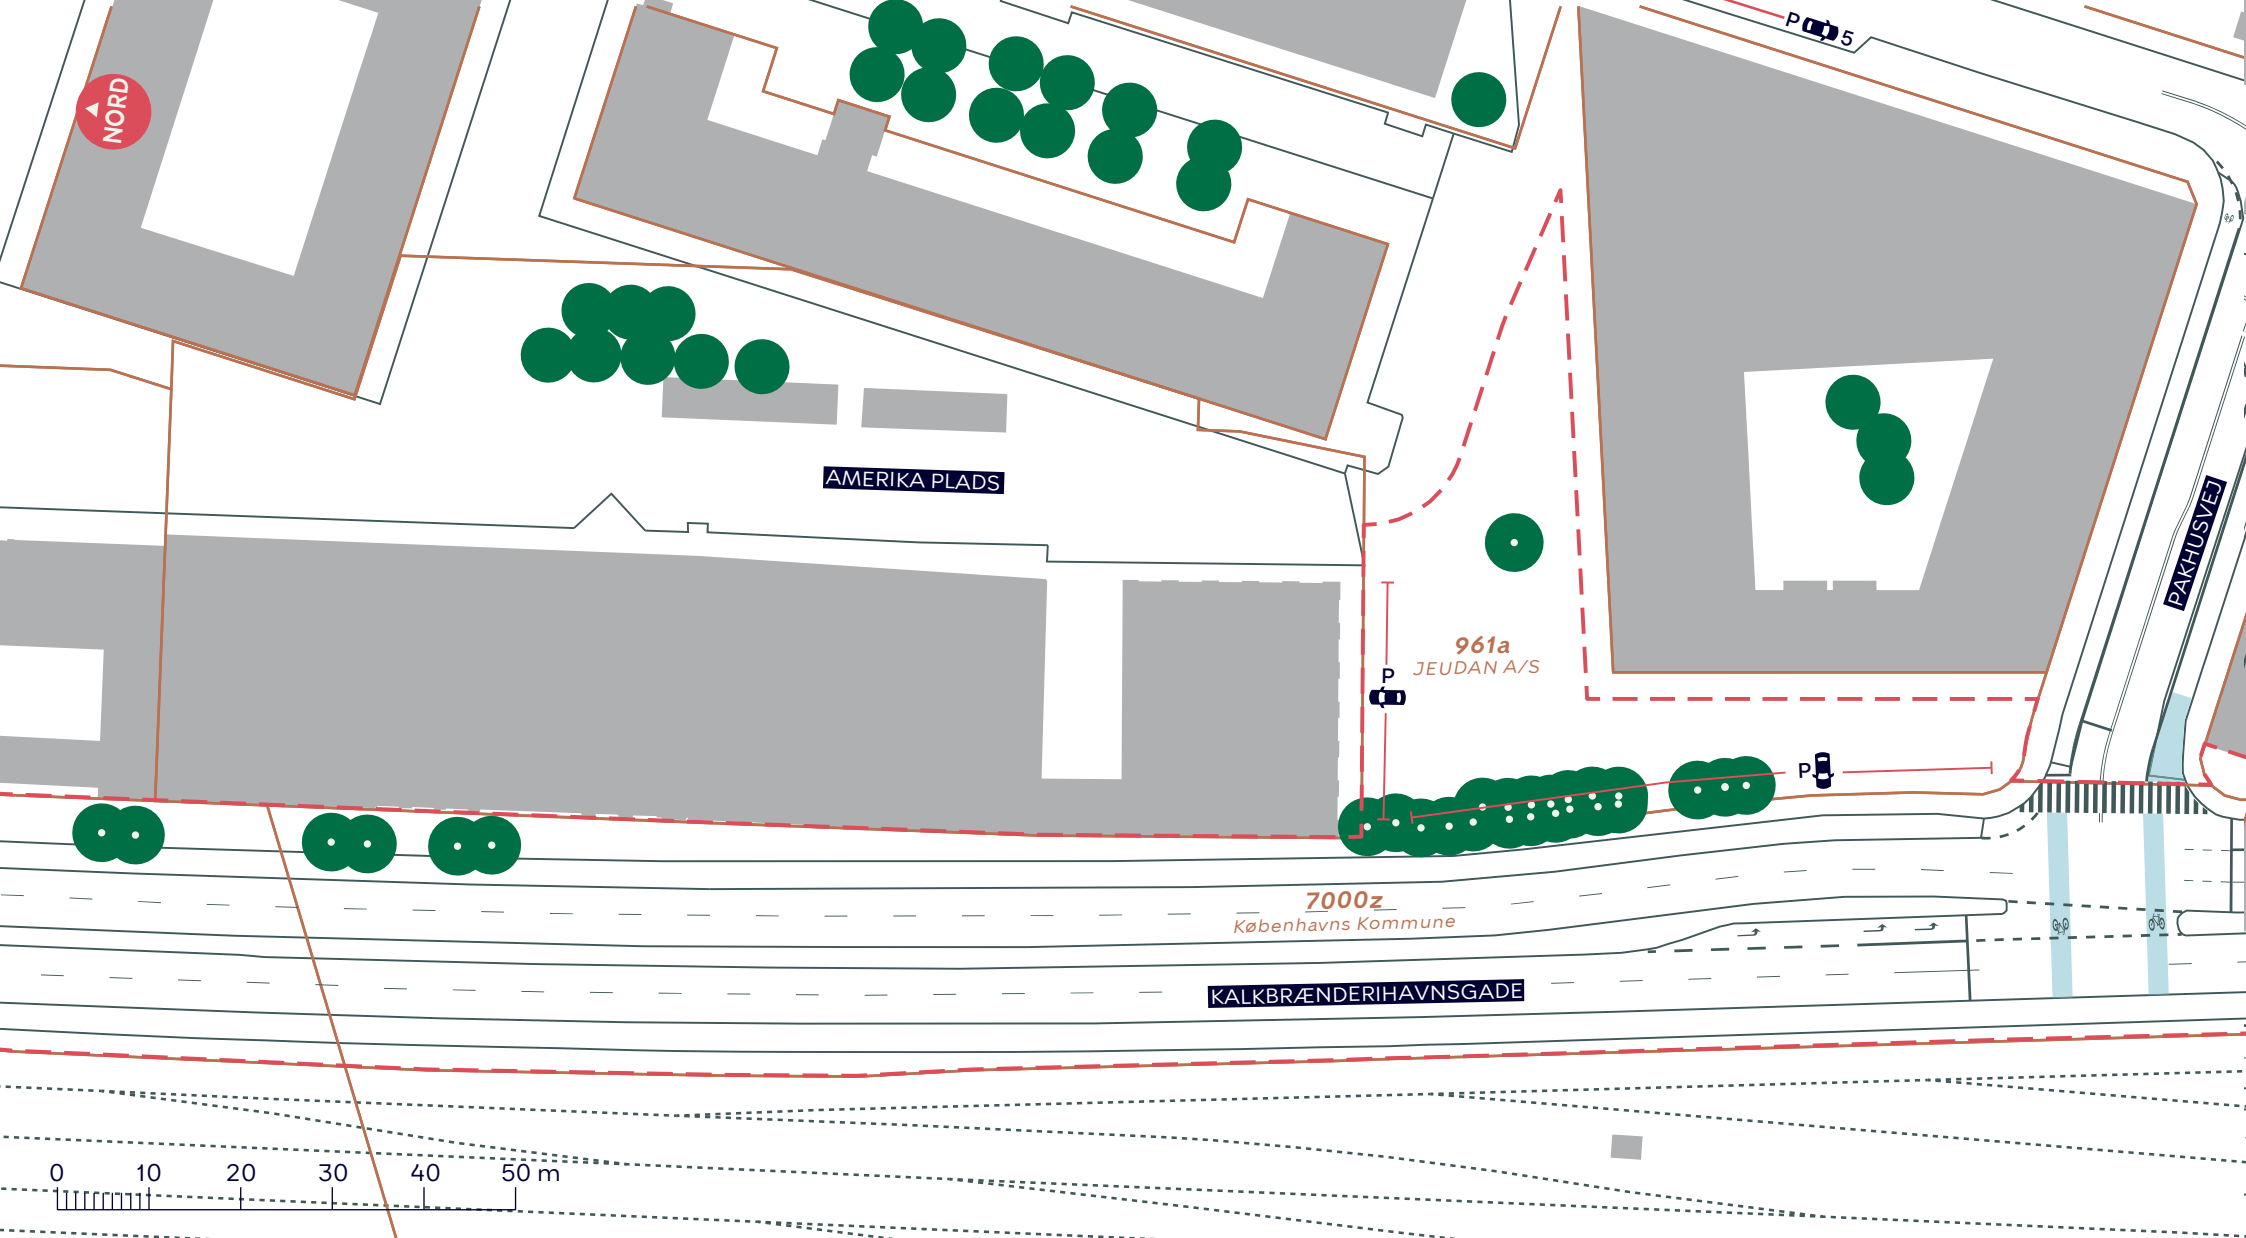 P 5
NORD
AMERIKA PLADS
PAKHUSVEJ
961a
JEUDAN A/S
P
P
7000z
Københavns Kommune
KALKBRÆNDERIHAVNSGADE
0 10 20 30 40 50 m